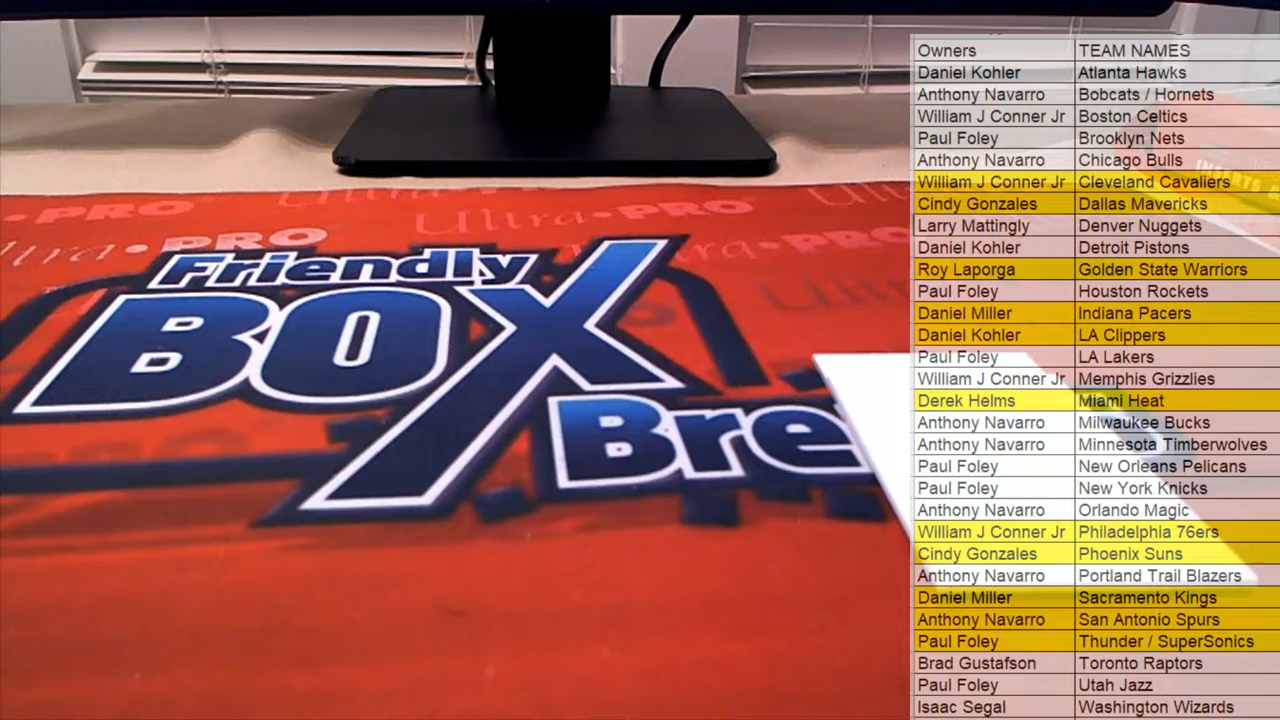 Ultra PRO
Ultra PRO
Ultra PRO
Ultra PRO
Friendly
BOX
Bre
INSERTS
Owners TEAM NAMES
Daniel Kohler Atlanta Hawks
Anthony Navarro Bobcats / Hornets
William J Conner Jr Boston Celtics
Paul Foley Brooklyn Nets
Anthony Navarro Chicago Bulls
William J Conner Jr Cleveland Cavaliers
Cindy Gonzales Dallas Mavericks
Larry Mattingly Denver Nuggets
Daniel Kohler Detroit Pistons
Roy Laporga Golden State Warriors
Paul Foley Houston Rockets
Daniel Miller Indiana Pacers
Daniel Kohler LA Clippers
Paul Foley LA Lakers
William J Conner Jr Memphis Grizzlies
Derek Helms Miami Heat
Anthony Navarro Milwaukee Bucks
Anthony Navarro Minnesota Timberwolves
Paul Foley New Orleans Pelicans
Paul Foley New York Knicks
Anthony Navarro Orlando Magic
William J Conner Jr Philadelphia 76ers
Cindy Gonzales Phoenix Suns
Anthony Navarro Portland Trail Blazers
Daniel Miller Sacramento Kings
Anthony Navarro San Antonio Spurs
Paul Foley Thunder / SuperSonics
Brad Gustafson Toronto Raptors
Paul Foley Utah Jazz
Isaac Segal Washington Wizards